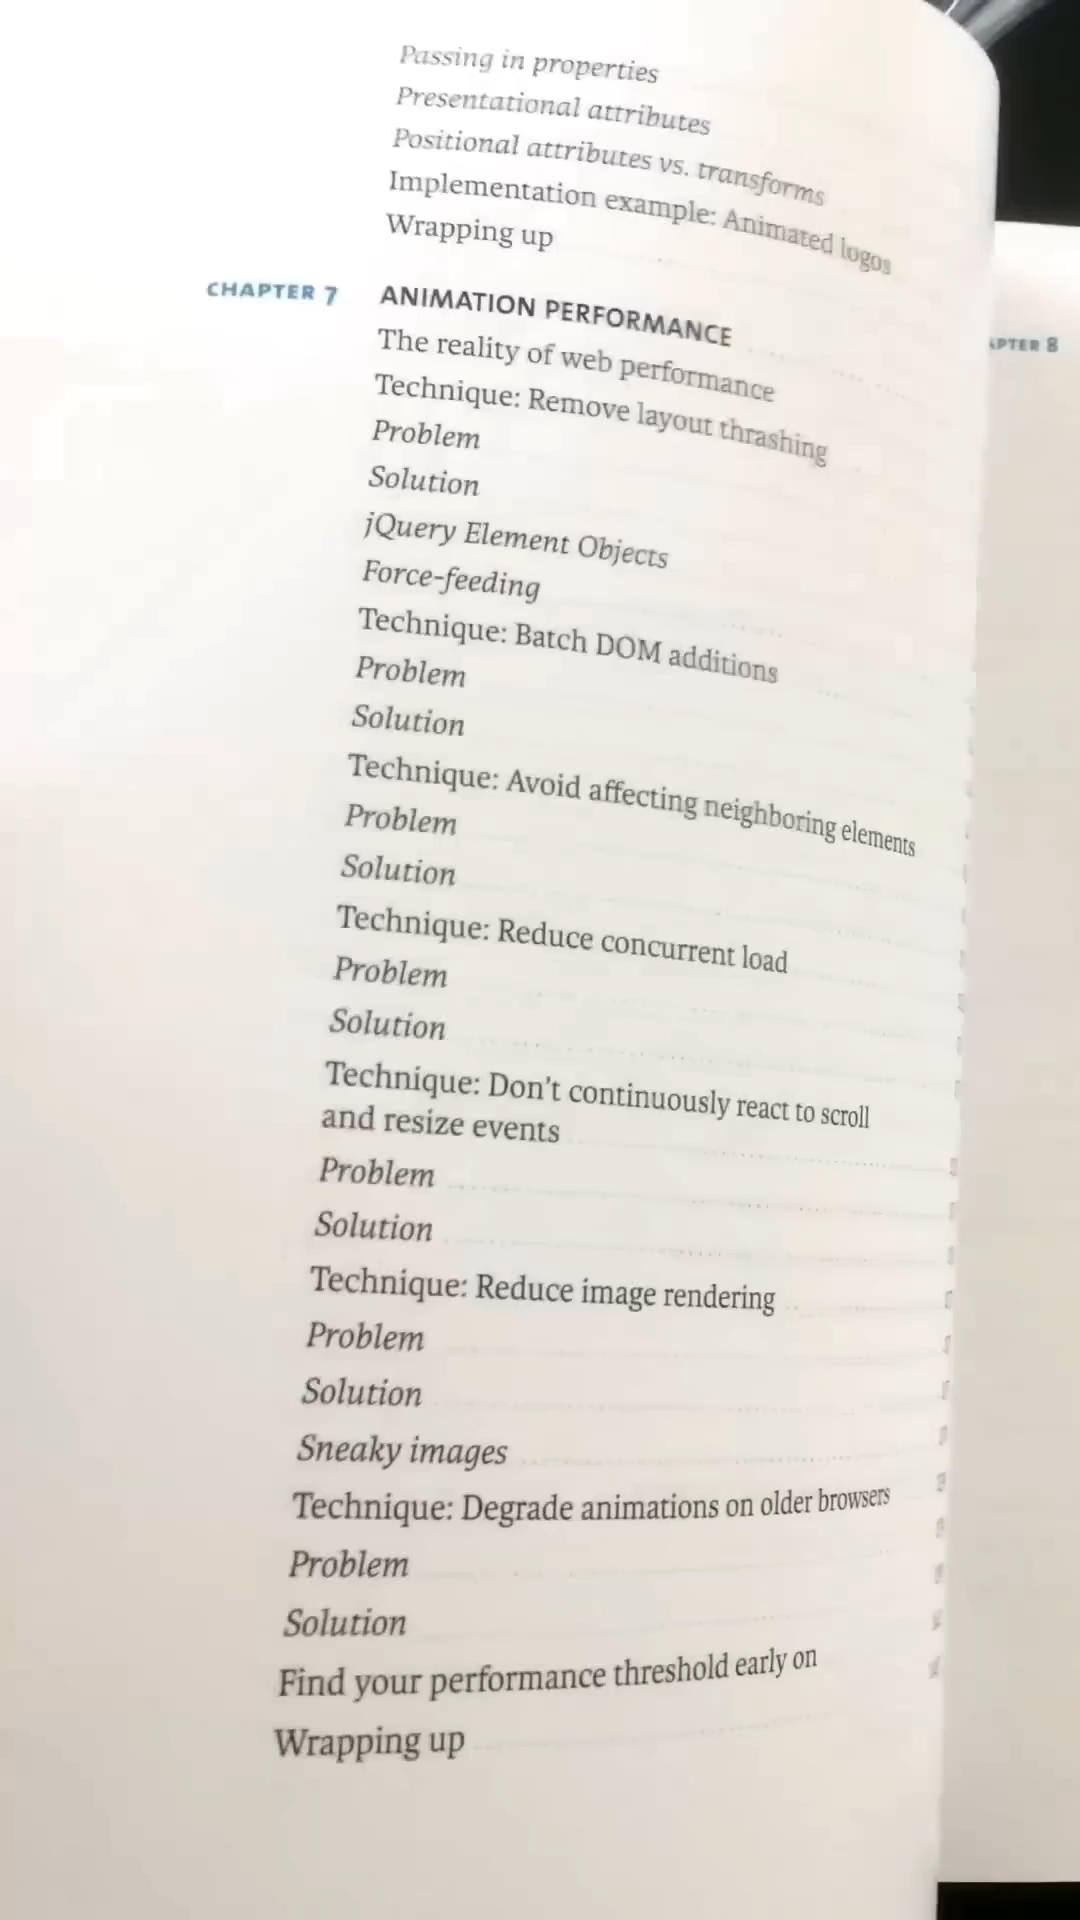 Passing in properties
Presentational attributes
Positional attributes vs. transforms
Implementation example: Animated logos
Wrapping up
CHAPTER 7 ANIMATION PERFORMANCE
The reality of web performance
Technique: Remove layout thrashing
Problem
Solution
jQuery Element Objects
Force-feeding
Technique: Batch DOM additions
Problem
Solution
Technique: Avoid affecting neighboring elements
Problem
Solution
Technique: Reduce concurrent load
Problem
Solution
Technique: Don't continuously react to scroll
and resize events
Problem
Solution
Technique: Reduce image rendering
Problem
Solution
Sneaky images
Technique: Degrade animations on older browsers
Problem
Solution
Find your performance threshold early on
Wrapping up
PTER 8